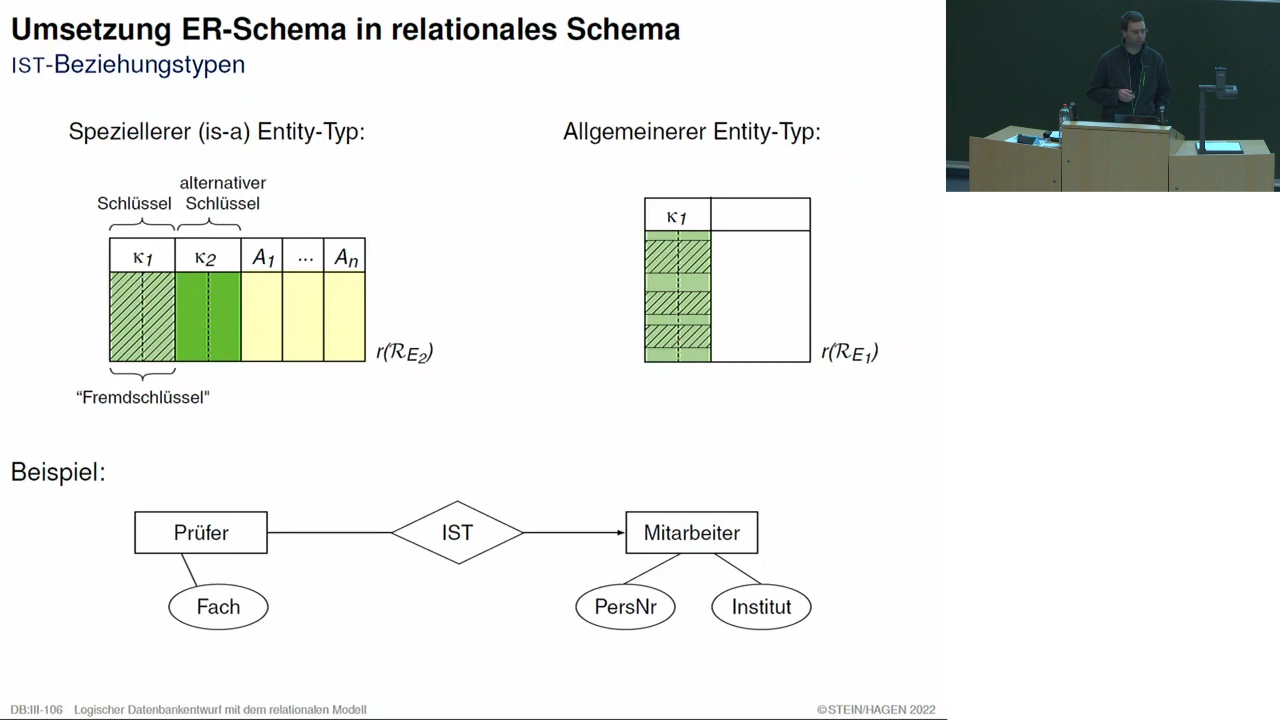 Umsetzung ER-Schema in relationales Schema
IST-Beziehungstypen
Speziellerer (is-a) Entity-Typ:
Allgemeinerer Entity-Typ:
Schlüssel
alternativer
Schlüssel
κ1 κ2 A1 ... An
r(RE2)
"Fremdschlüssel"
κ1
r(RE1)
Beispiel:
Prüfer IST Mitarbeiter
Fach PersNr Institut
DB:III-106 Logischer Datenbankentwurf mit dem relationalen Modell ©STEIN/HAGEN 2022